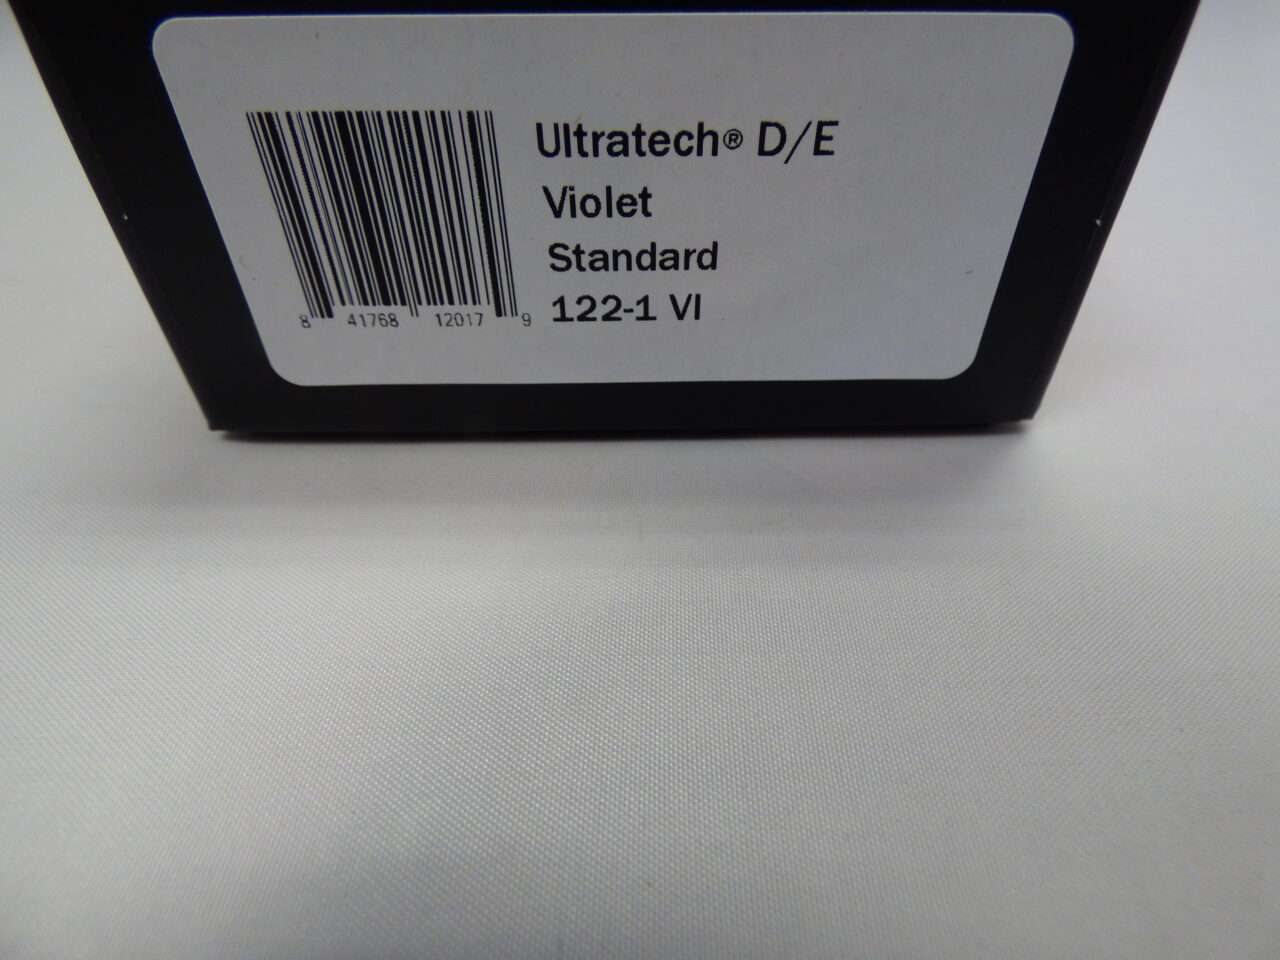 Ultratech® D/E
Violet
Standard
122-1 VI
8 41768 12017 9